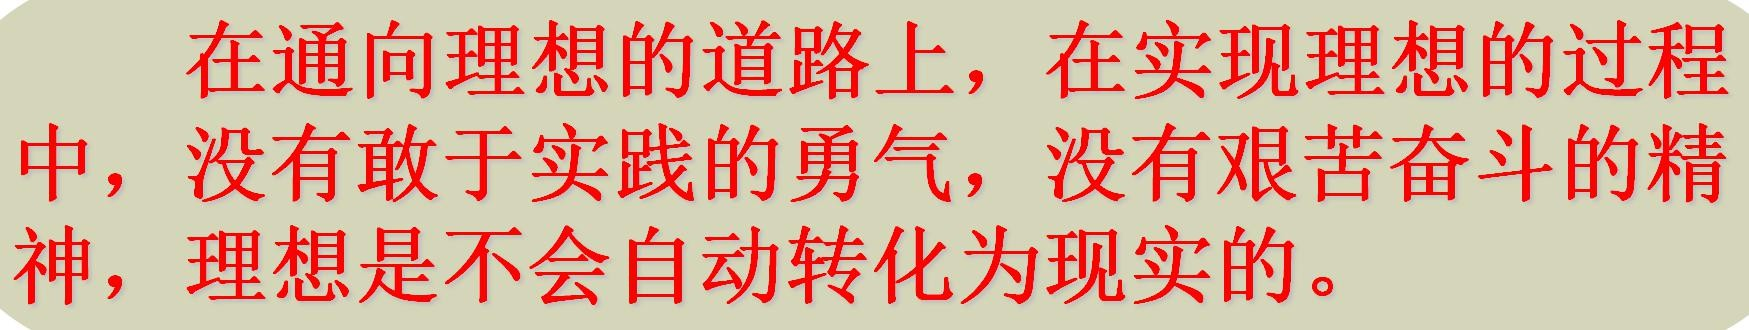 在通向理想的道路上，在实现理想的过程
中，没有敢于实践的勇气，没有艰苦奋斗的精
神，理想是不会自动转化为现实的。